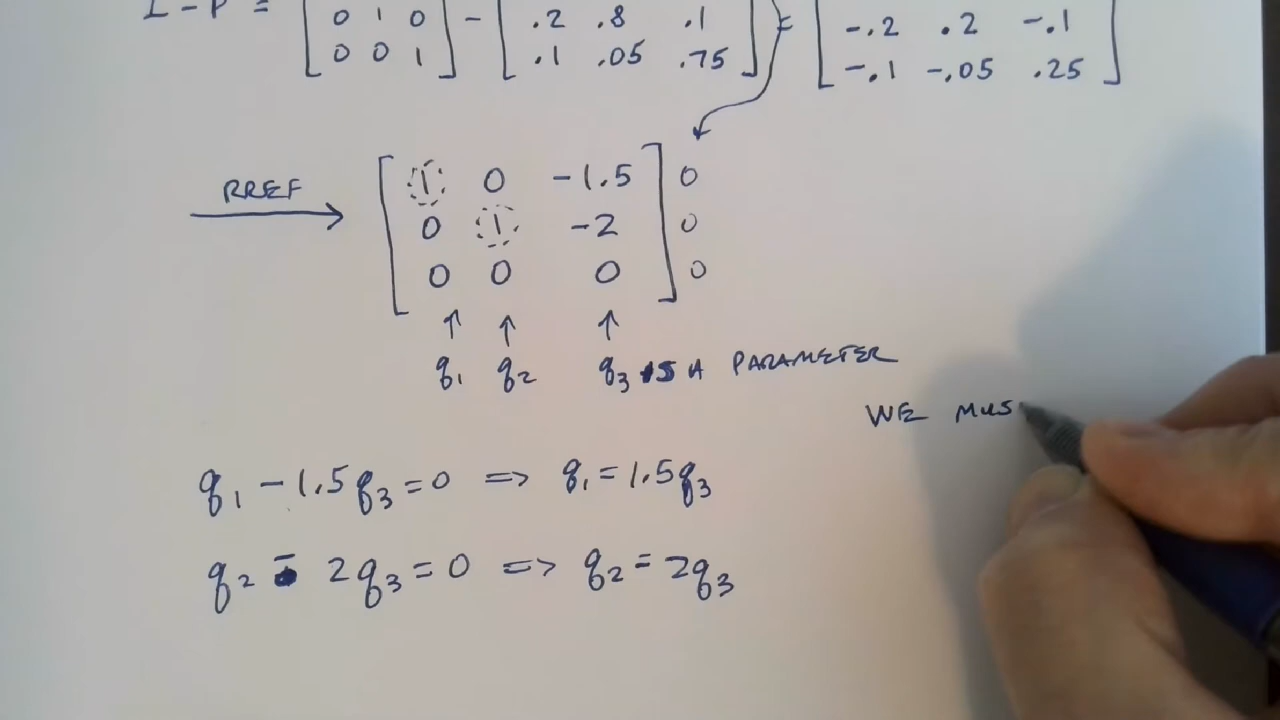 I - P =
[ 0 1 0 ] - [ .2 .8 .1 ] = [ -.2 .2 -.1 ]
[ 0 0 1 ] [ .1 .05 .75 ] [ -.1 -.05 .25 ]
RREF → [ 1 0 -1.5 ] 0
[ 0 1 -2 ] 0
[ 0 0 0 ] 0
↑ ↑ ↑
q₁ q₂ q₃ IS A PARAMETER
WE MUS
q₁ - 1.5q₃ = 0 => q₁ = 1.5q₃
q₂ - 2q₃ = 0 => q₂ = 2q₃